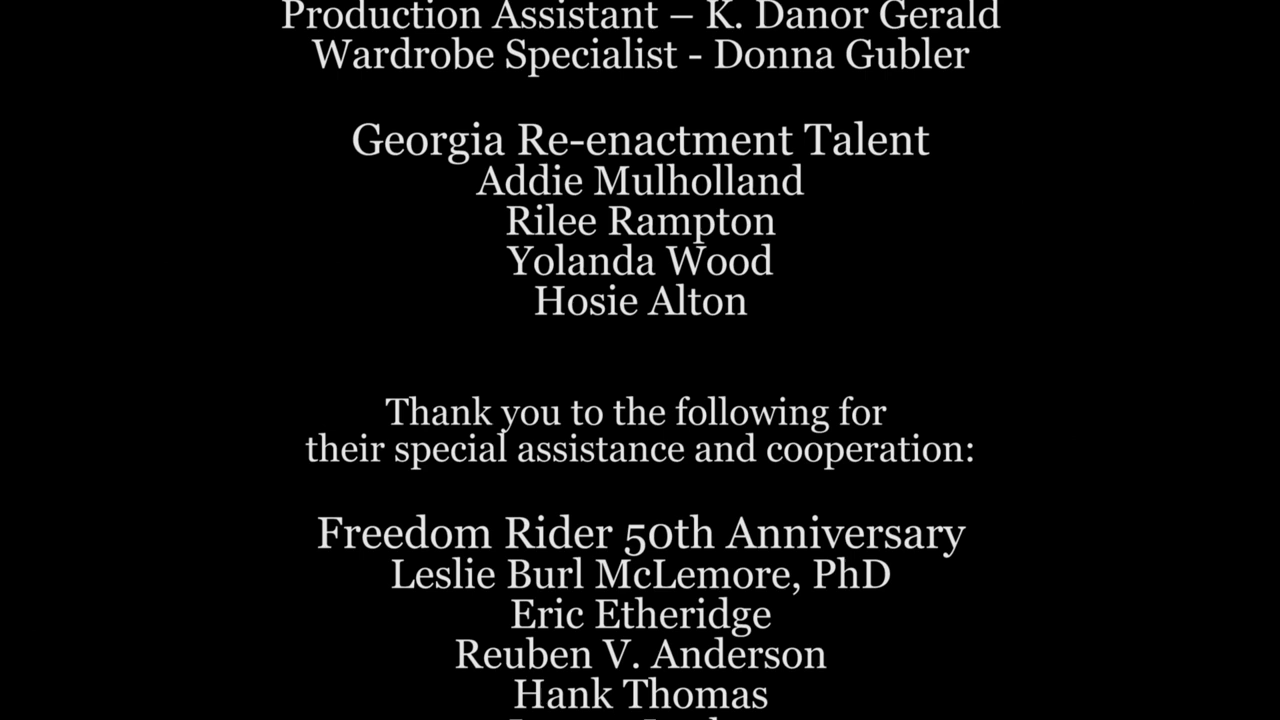 Production Assistant – K. Danor Gerald
Wardrobe Specialist - Donna Gubler
Georgia Re-enactment Talent
Addie Mulholland
Rilee Rampton
Yolanda Wood
Hosie Alton
Thank you to the following for
their special assistance and cooperation:
Freedom Rider 50th Anniversary
Leslie Burl McLemore, PhD
Eric Etheridge
Reuben V. Anderson
Hank Thomas